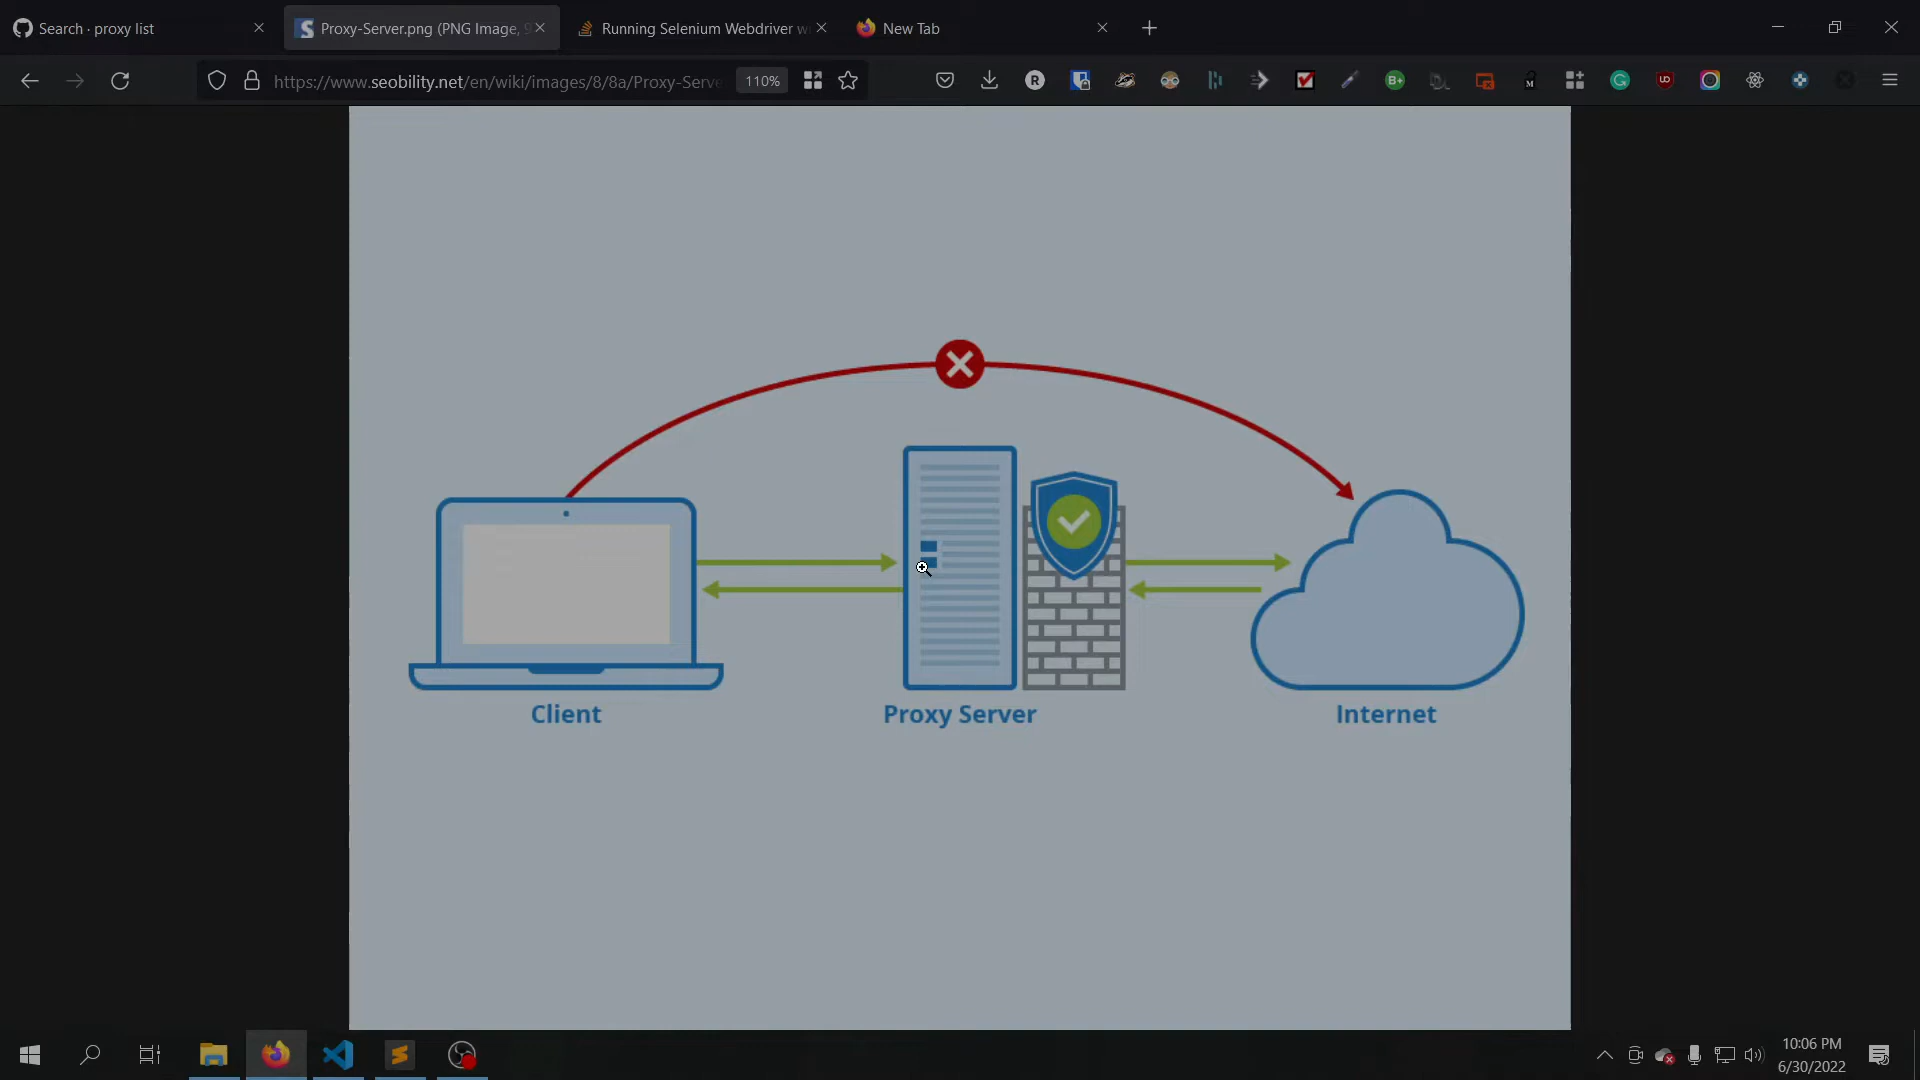 Search · proxy list
Proxy-Server.png (PNG Image, 9
Running Selenium Webdriver w
New Tab
https://www.seobility.net/en/wiki/images/8/8a/Proxy-Serve
110%
Client
Proxy Server
Internet
10:06 PM
6/30/2022